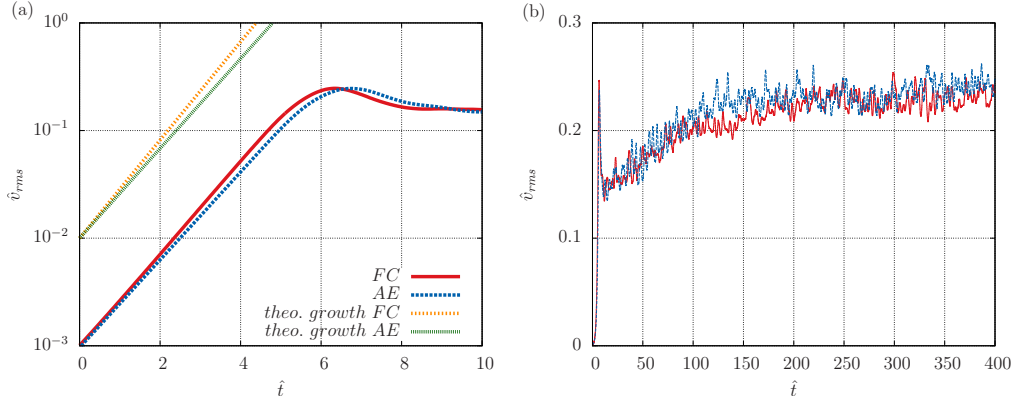 (a)
10^0
10^{-1}
10^{-2}
10^{-3}
v̂_{rms}
0 2 4 6 8 10
t̂
FC
AE
theo. growth FC
theo. growth AE
(b)
0.3
0.2
0.1
0
v̂_{rms}
0 50 100 150 200 250 300 350 400
t̂